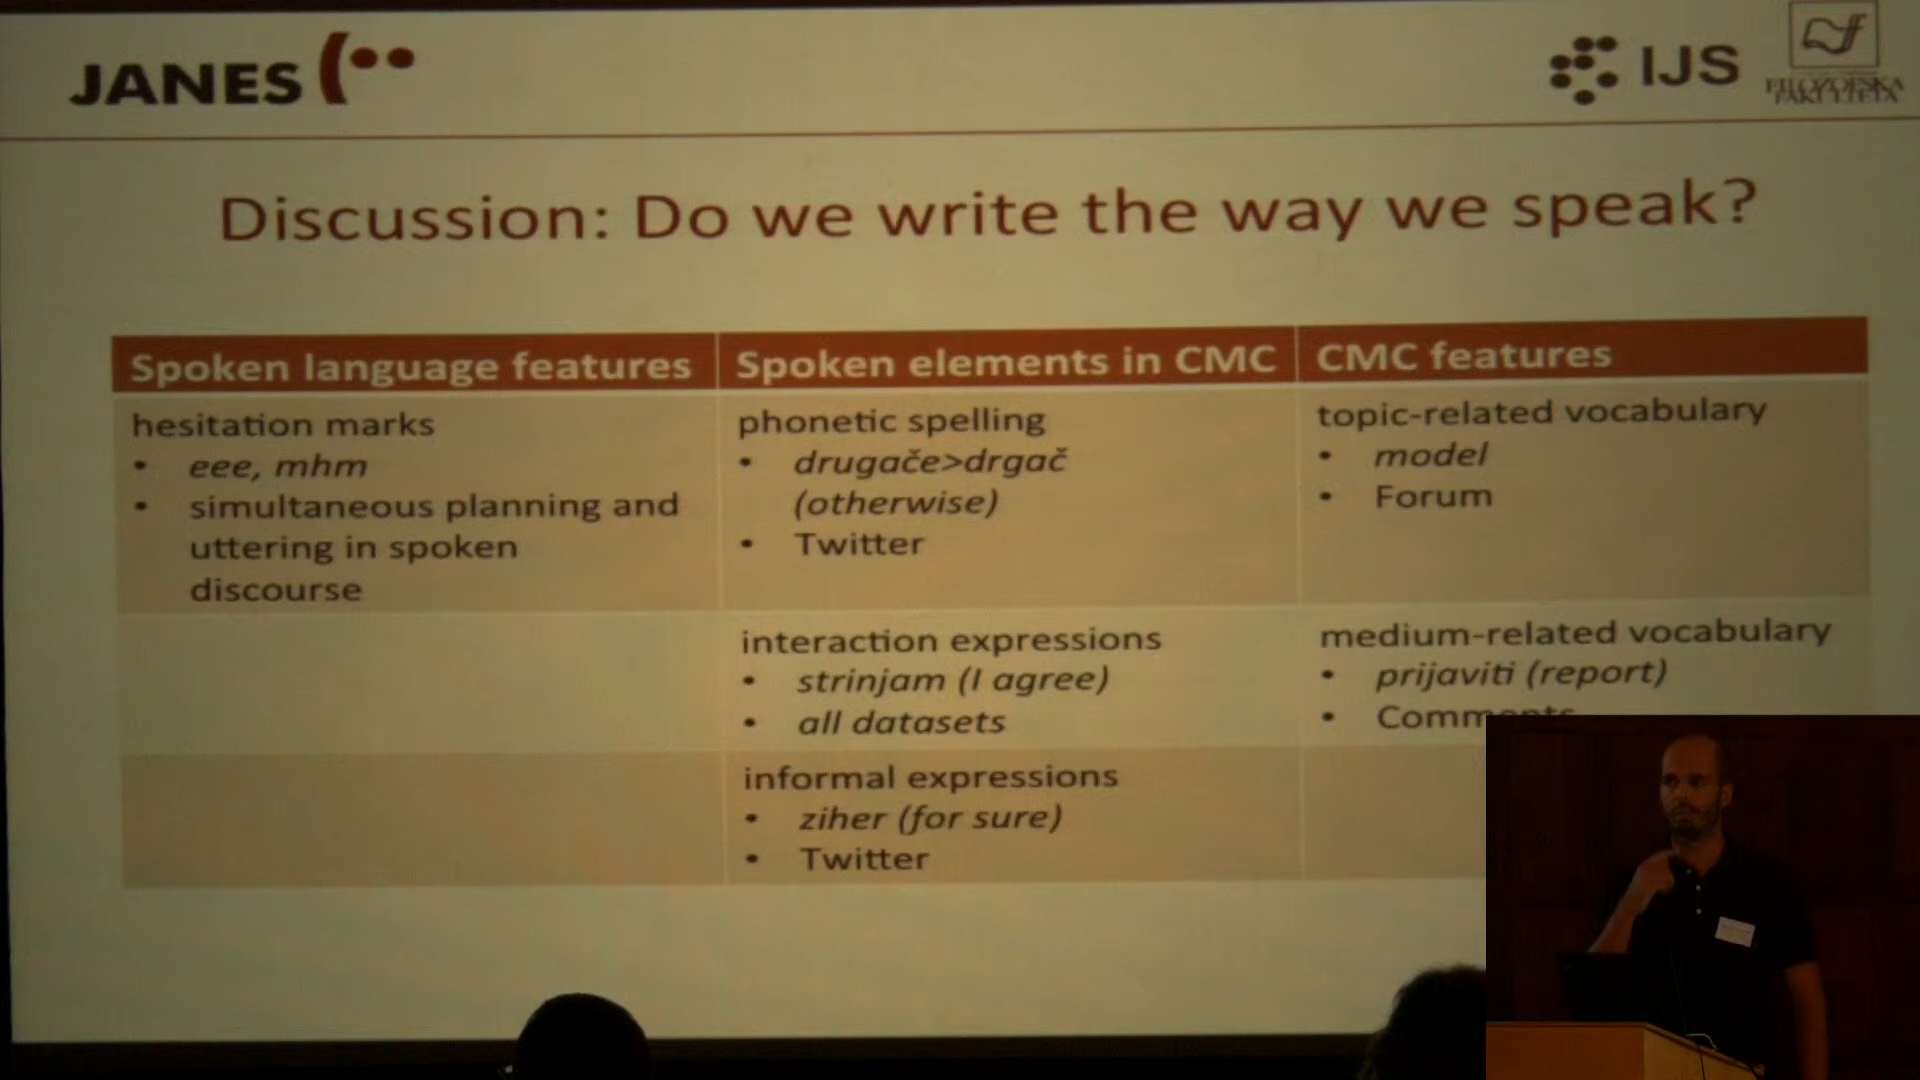 JANES
IJS
FILOZOFSKA
FAKULTETA
Discussion: Do we write the way we speak?
Spoken language features
hesitation marks
• eee, mhm
• simultaneous planning and
uttering in spoken
discourse
Spoken elements in CMC
phonetic spelling
• drugače>drgač
(otherwise)
• Twitter
interaction expressions
• strinjam (I agree)
• all datasets
informal expressions
• ziher (for sure)
• Twitter
CMC features
topic-related vocabulary
• model
• Forum
medium-related vocabulary
• prijaviti (report)
• Comments